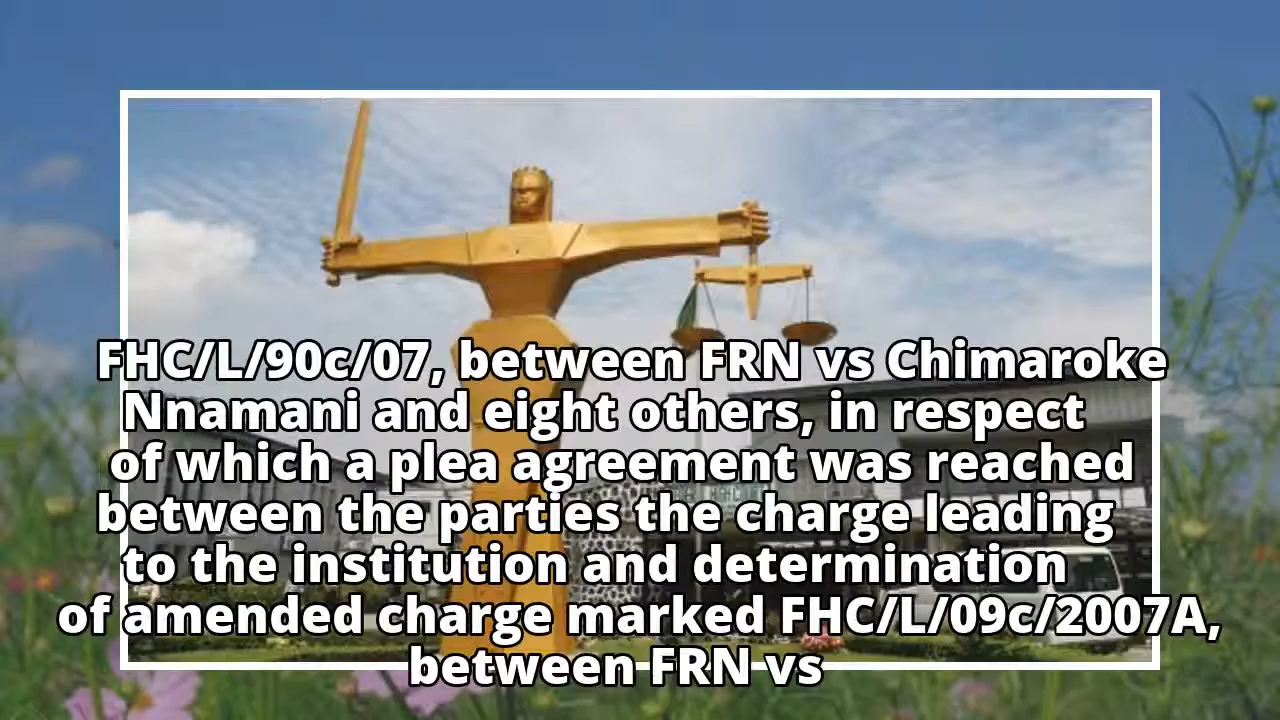 FHC/L/90c/07, between FRN vs Chimaroke
Nnamani and eight others, in respect
of which a plea agreement was reached
between the parties the charge leading
to the institution and determination
of amended charge marked FHC/L/09c/2007A,
between FRN vs